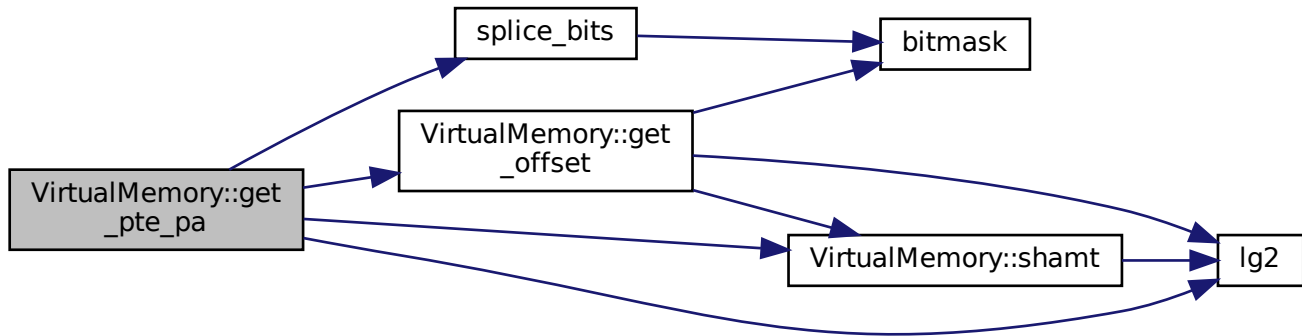 splice_bits
bitmask
VirtualMemory::get
_offset
VirtualMemory::get
_pte_pa
VirtualMemory::shamt
lg2